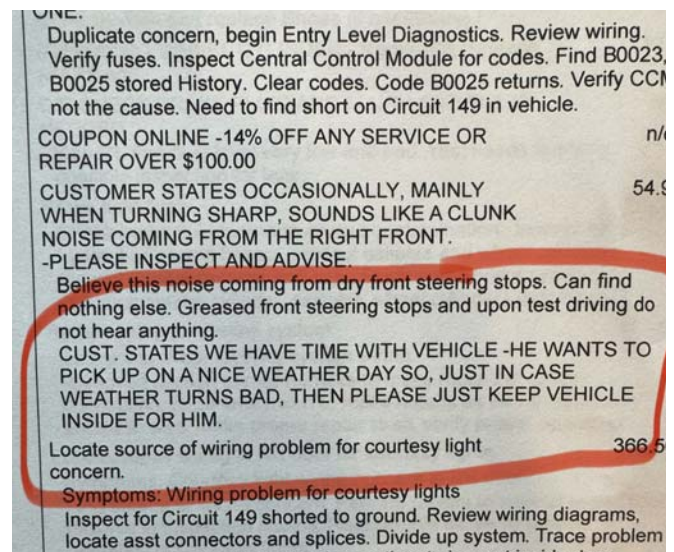 ONE.
Duplicate concern, begin Entry Level Diagnostics. Review wiring.
Verify fuses. Inspect Central Control Module for codes. Find B0023,
B0025 stored History. Clear codes. Code B0025 returns. Verify CCM
not the cause. Need to find short on Circuit 149 in vehicle.
COUPON ONLINE -14% OFF ANY SERVICE OR n/
REPAIR OVER $100.00
CUSTOMER STATES OCCASIONALLY, MAINLY 54.9
WHEN TURNING SHARP, SOUNDS LIKE A CLUNK
NOISE COMING FROM THE RIGHT FRONT.
-PLEASE INSPECT AND ADVISE.
Believe this noise coming from dry front steering stops. Can find
nothing else. Greased front steering stops and upon test driving do
not hear anything.
CUST. STATES WE HAVE TIME WITH VEHICLE -HE WANTS TO
PICK UP ON A NICE WEATHER DAY SO, JUST IN CASE
WEATHER TURNS BAD, THEN PLEASE JUST KEEP VEHICLE
INSIDE FOR HIM.
Locate source of wiring problem for courtesy light 366.5
concern.
Symptoms: Wiring problem for courtesy lights
Inspect for Circuit 149 shorted to ground. Review wiring diagrams,
locate asst connectors and splices. Divide up system. Trace problem